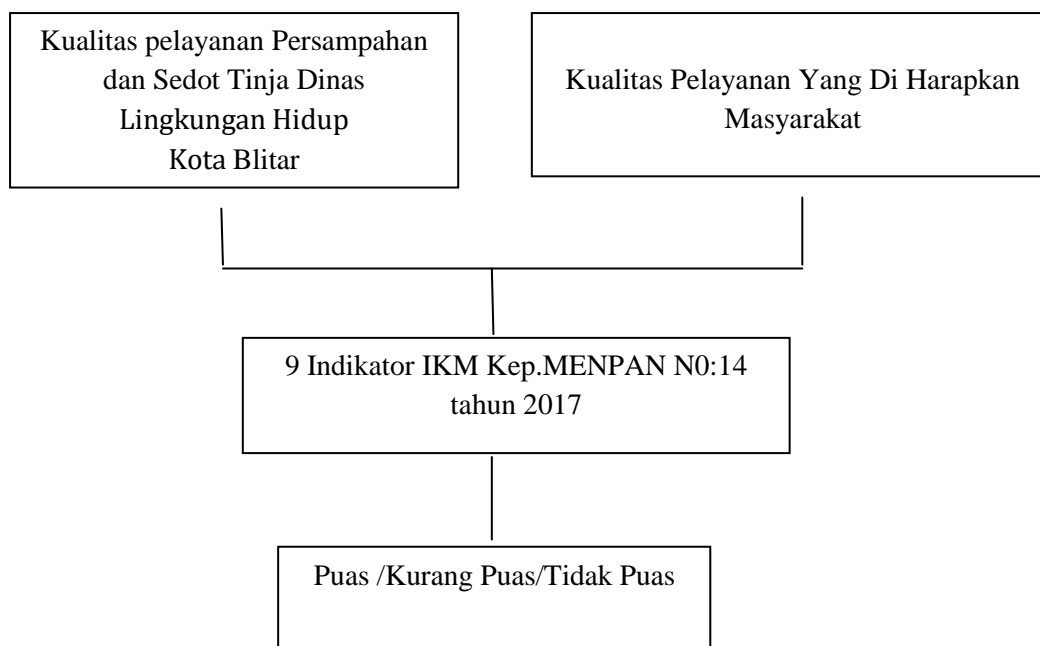 Kualitas pelayanan Persampahan
dan Sedot Tinja Dinas
Lingkungan Hidup
Kota Blitar
Kualitas Pelayanan Yang Di Harapkan
Masyarakat
9 Indikator IKM Kep.MENPAN N0:14
tahun 2017
Puas /Kurang Puas/Tidak Puas